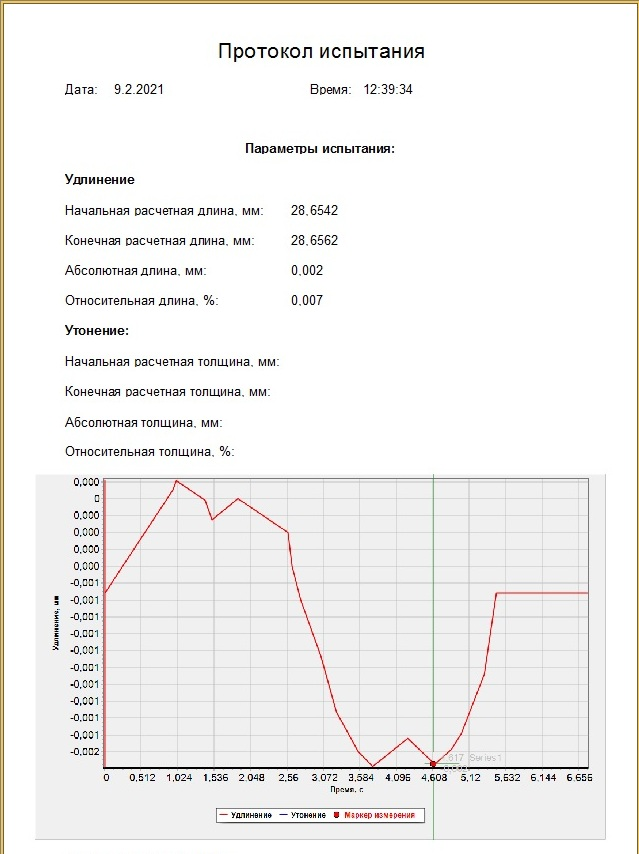 Протокол испытания
Дата: 9.2.2021 Время: 12:39:34
Параметры испытания:
Удлинение
Начальная расчетная длина, мм: 28,6542
Конечная расчетная длина, мм: 28,6562
Абсолютная длина, мм: 0,002
Относительная длина, %: 0,007
Утонение:
Начальная расчетная толщина, мм:
Конечная расчетная толщина, мм:
Абсолютная толщина, мм:
Относительная толщина, %:
0,000
0
0,000
0,000
0,000
0,000
-0,001
-0,001
-0,001
-0,001
-0,001
-0,001
-0,001
-0,001
-0,001
-0,001
-0,002
Удлинение, мм
Series1
0 0,512 1,024 1,536 2,048 2,56 3,072 3,584 4,096 4,608 5,12 5,632 6,144 6,656
Время, с
Удлинение Утонение Маркер измерения